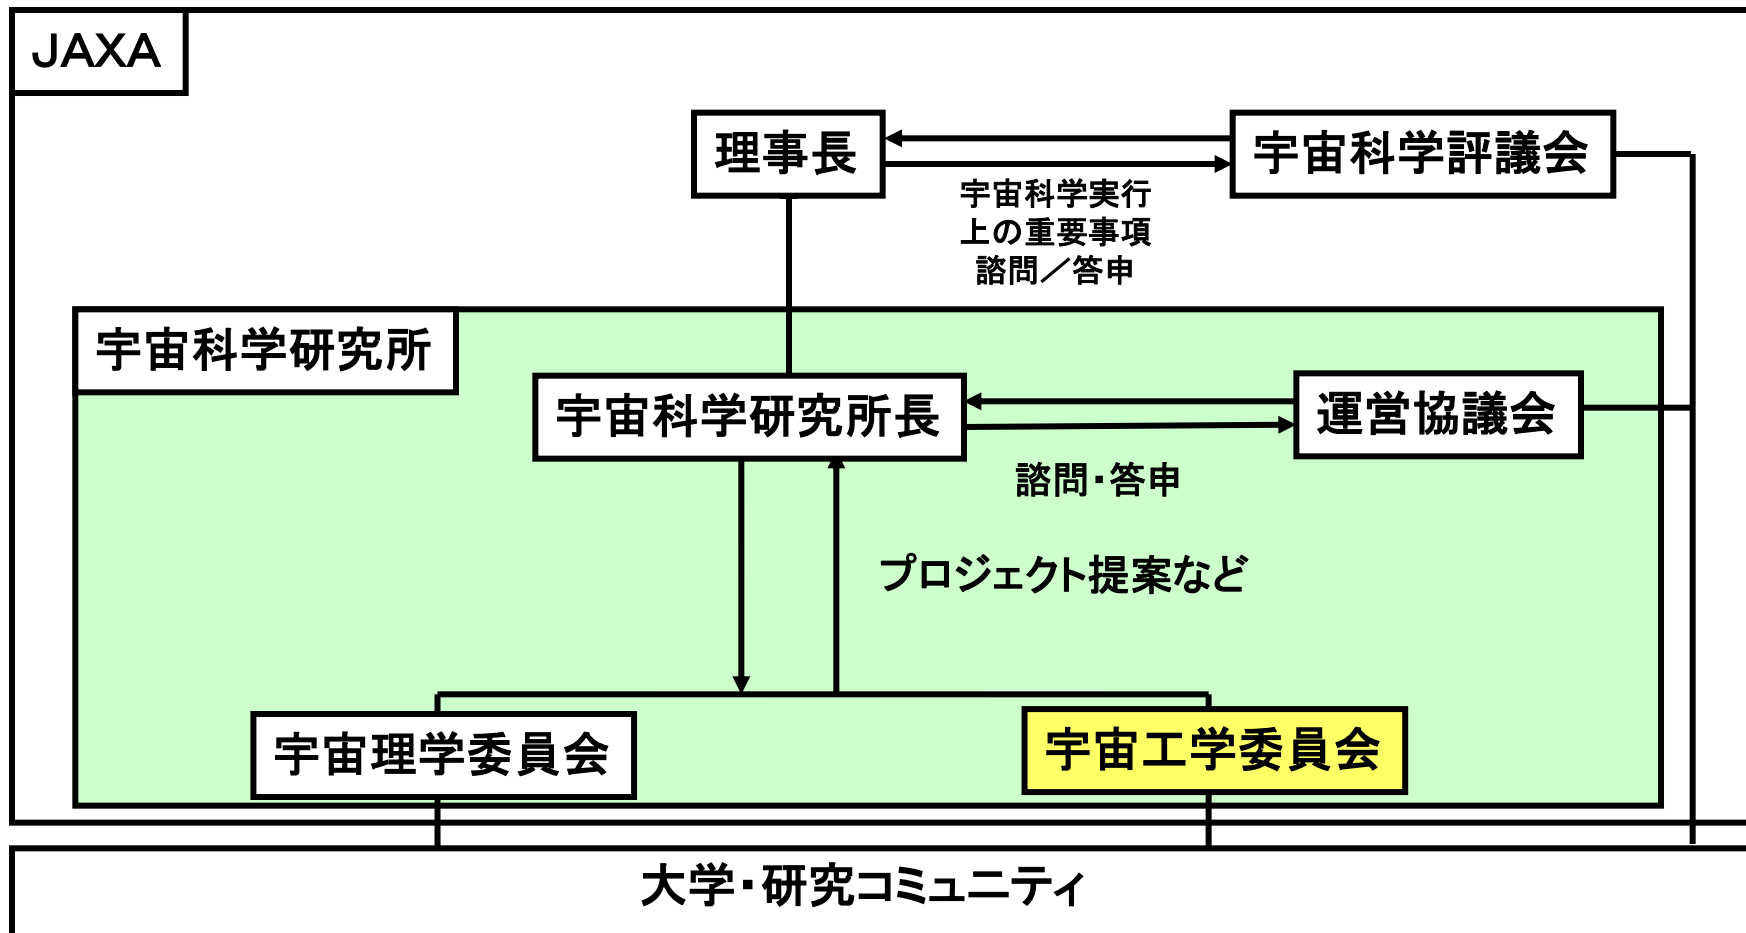 JAXA
理事長
宇宙科学評議会
宇宙科学実行
上の重要事項
諮問／答申
宇宙科学研究所
宇宙科学研究所長
運営協議会
諮問・答申
プロジェクト提案など
宇宙理学委員会
宇宙工学委員会
大学・研究コミュニティ